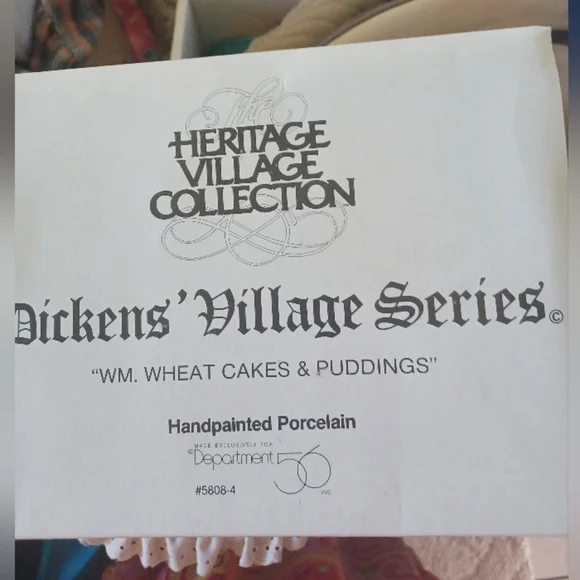 The
HERITAGE
VILLAGE
COLLECTION
Dickens' Village Series©
"WM. WHEAT CAKES & PUDDINGS"
Handpainted Porcelain
MADE EXCLUSIVELY FOR
©Department 56 INC
#5808-4